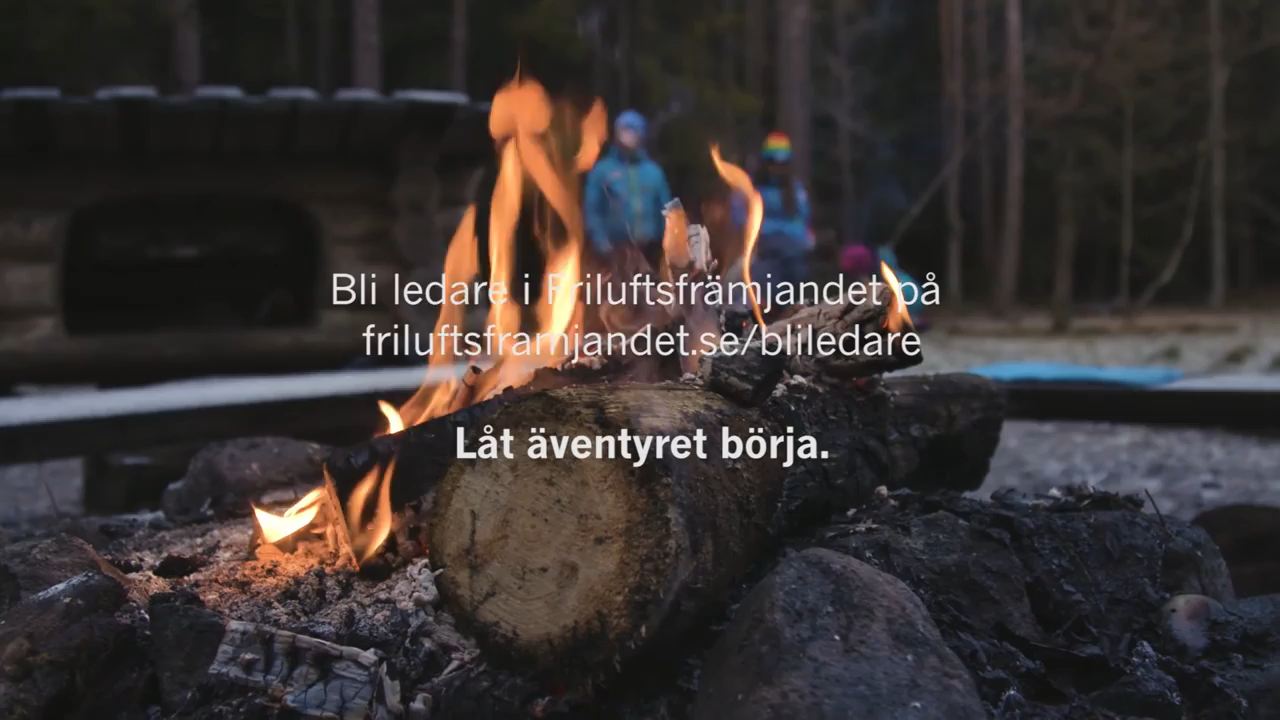 Bli ledare i Friluftsfrämjandet på
friluftsframjandet.se/bliledare
Låt äventyret börja.